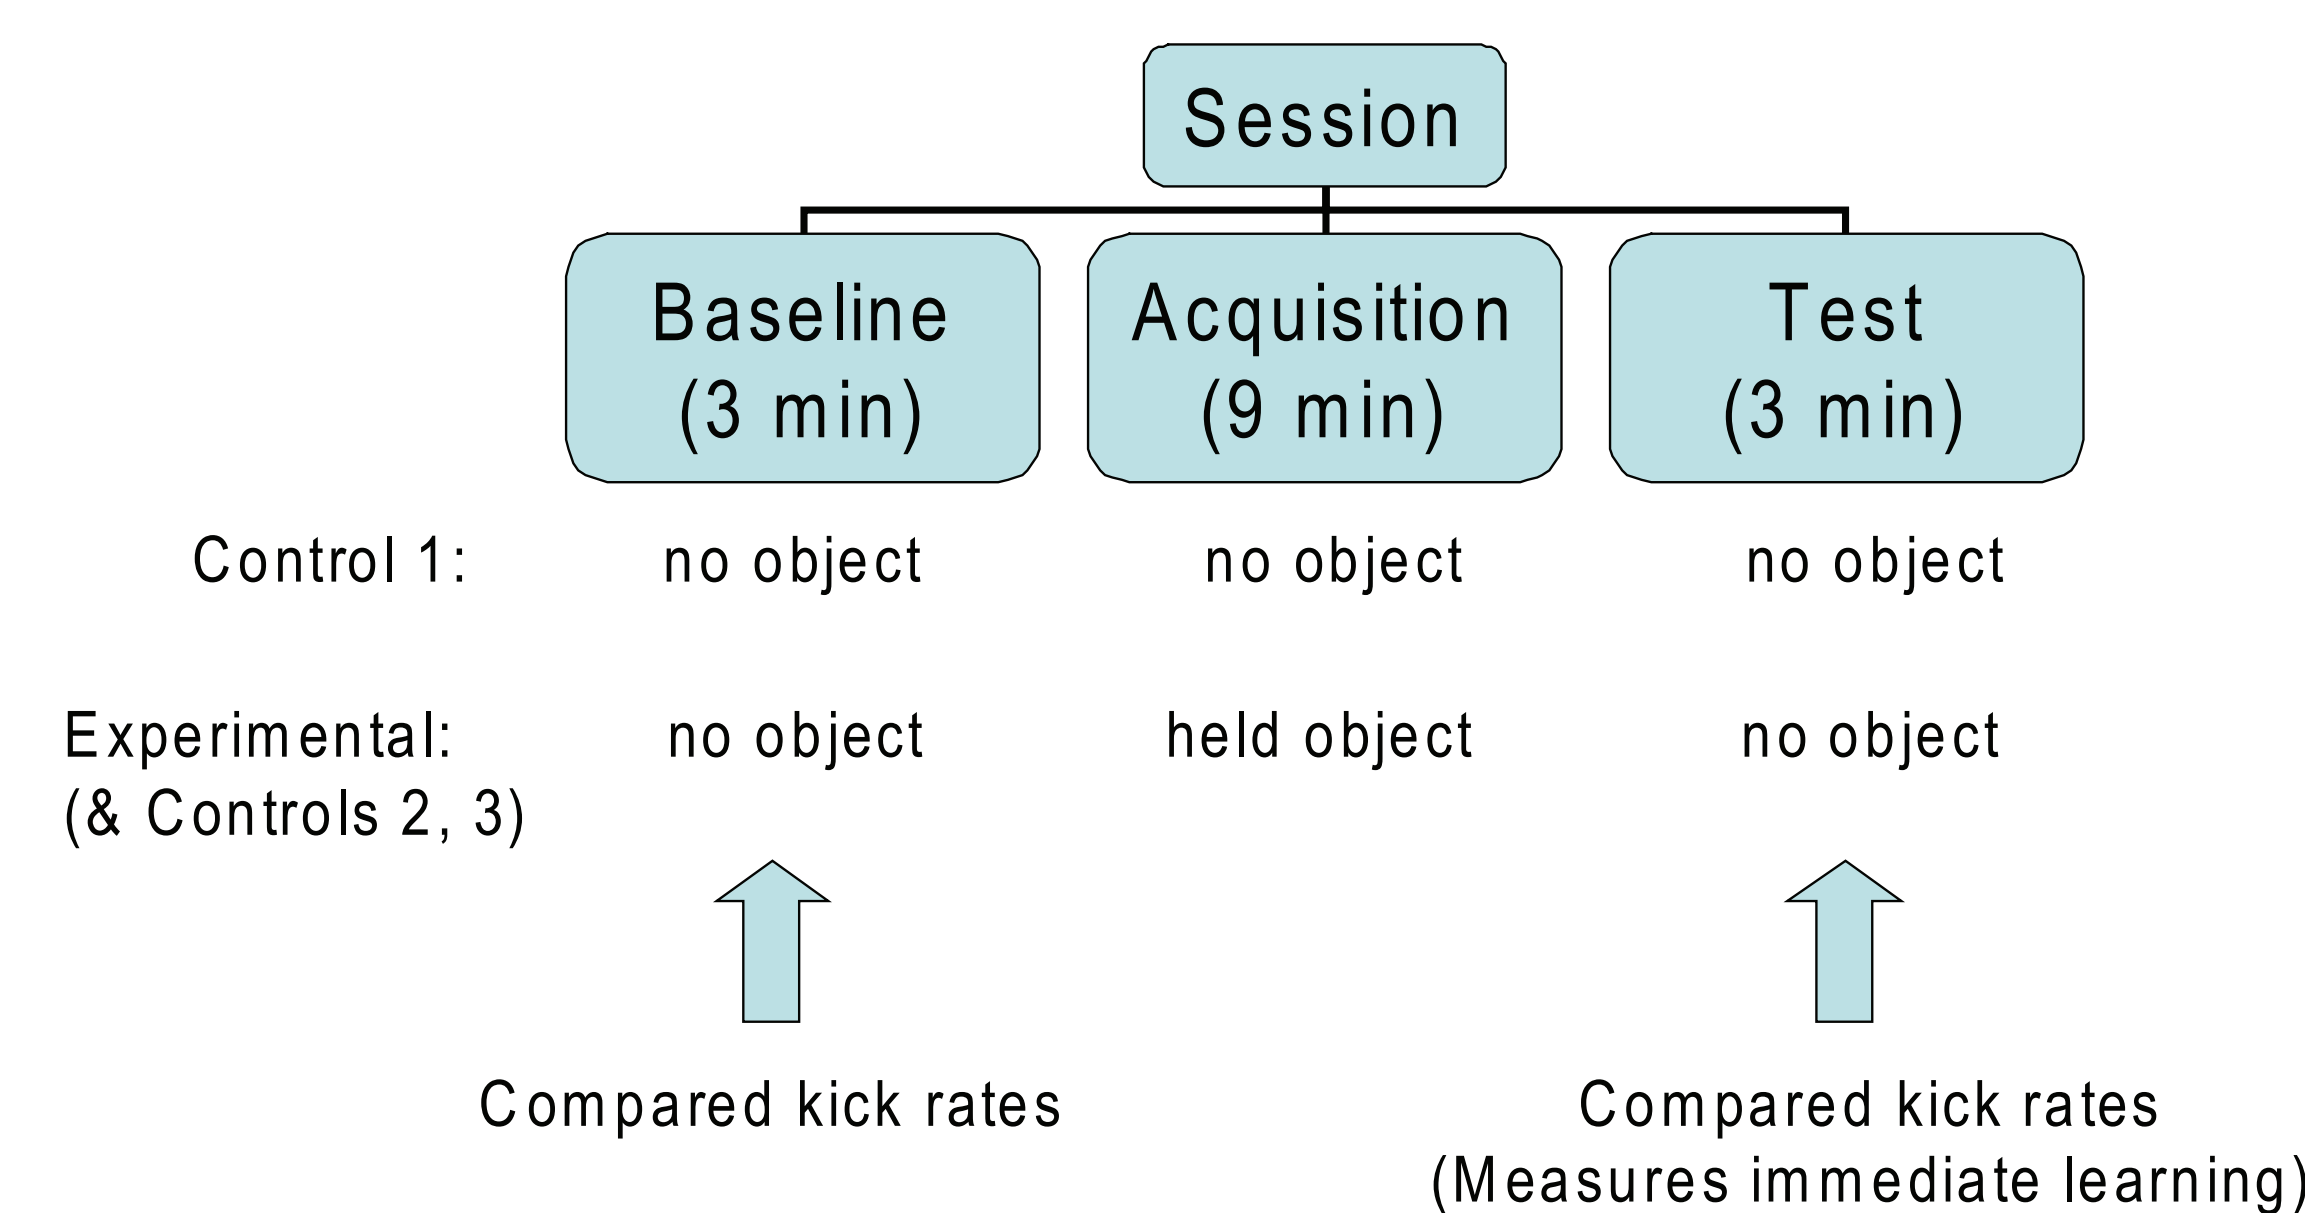 Session
Baseline
(3 min)
Acquisition
(9 min)
Test
(3 min)
Control 1: no object no object no object
Experimental: no object held object no object
(& Controls 2, 3)
Compared kick rates
Compared kick rates
(Measures immediate learning)